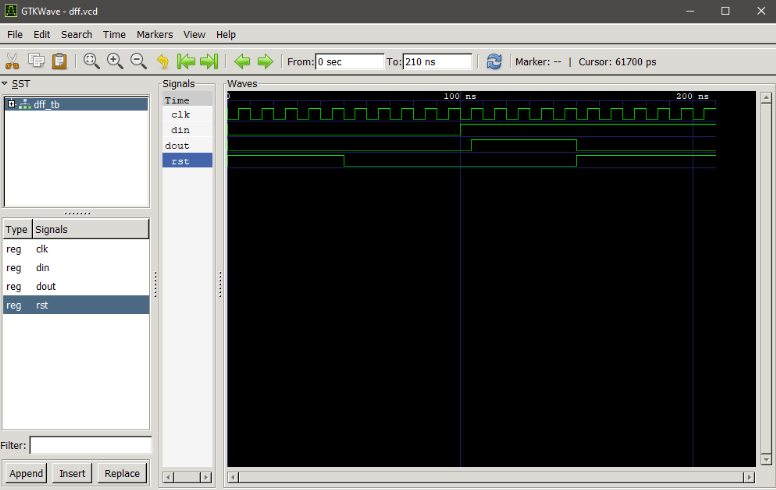 GTKWave - dff.vcd
File Edit Search Time Markers View Help
From: 0 sec To: 210 ns Marker: -- | Cursor: 61700 ps
SST
dff_tb
Type Signals
reg clk
reg din
reg dout
reg rst
Filter:
Append Insert Replace
Signals
Time
clk
din
dout
rst
Waves
0 100 ns 200 ns